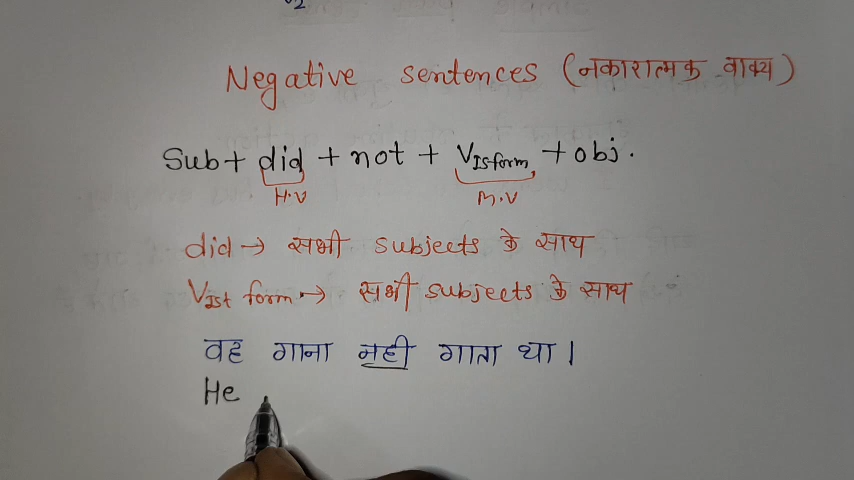 Negative sentences (नकारात्मक वाक्य)
Sub + did + not + V1st form + obj.
H.V M.V
did → सभी subjects के साथ
V1st form → सभी subjects के साथ
वह गाना नही गाता था।
He